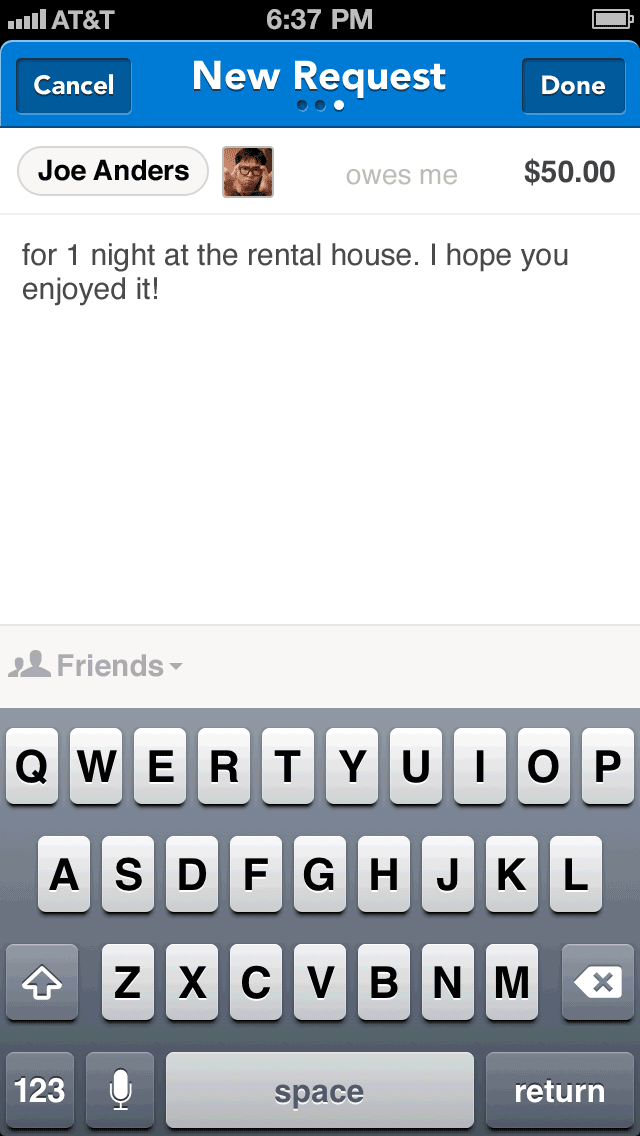 AT&T 6:37 PM
Cancel New Request Done
Joe Anders owes me $50.00
for 1 night at the rental house. I hope you
enjoyed it!
Friends
Q W E R T Y U I O P
A S D F G H J K L
Z X C V B N M
123 space return